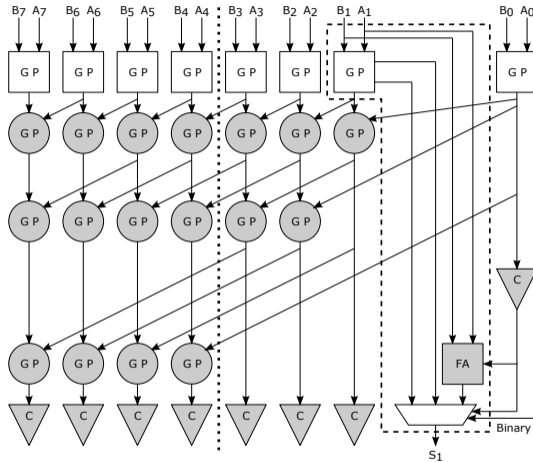 B7 A7 B6 A6 B5 A5 B4 A4 B3 A3 B2 A2 B1 A1 B0 A0
G P G P G P G P G P G P G P G P
G P G P G P G P G P G P G P
G P G P G P G P G P G P
C
G P G P G P G P FA
C C C C C C C
Binary
S1